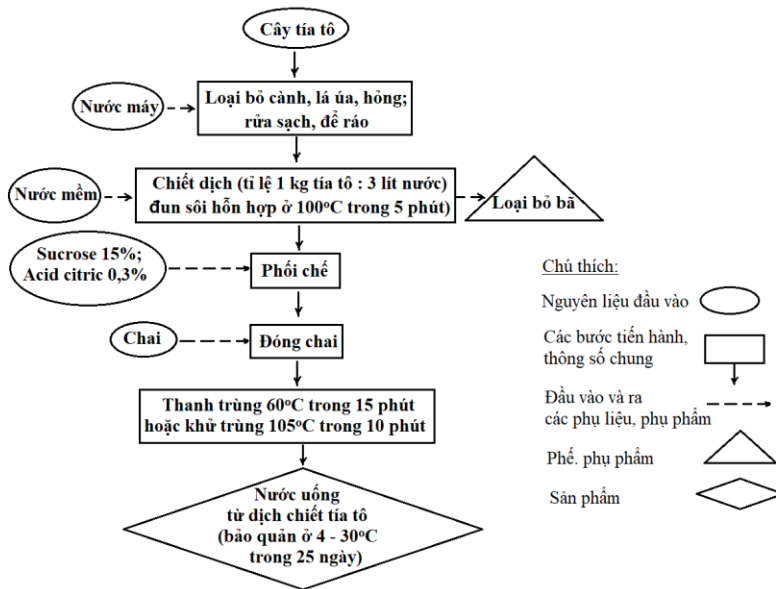 Cây tía tô
Nước máy
Loại bỏ cành, lá úa, hỏng;
rửa sạch, để ráo
Nước mềm
Chiết dịch (tỉ lệ 1 kg tía tô : 3 lít nước)
đun sôi hỗn hợp ở 100°C trong 5 phút)
Loại bỏ bã
Sucrose 15%;
Acid citric 0,3%
Phối chế
Chai
Đóng chai
Thanh trùng 60°C trong 15 phút
hoặc khử trùng 105°C trong 10 phút
Nước uống
từ dịch chiết tía tô
(bảo quản ở 4 - 30°C
trong 25 ngày)
Chú thích:
Nguyên liệu đầu vào
Các bước tiến hành,
thông số chung
Đầu vào và ra
các phụ liệu, phụ phẩm
Phế. phụ phẩm
Sản phẩm